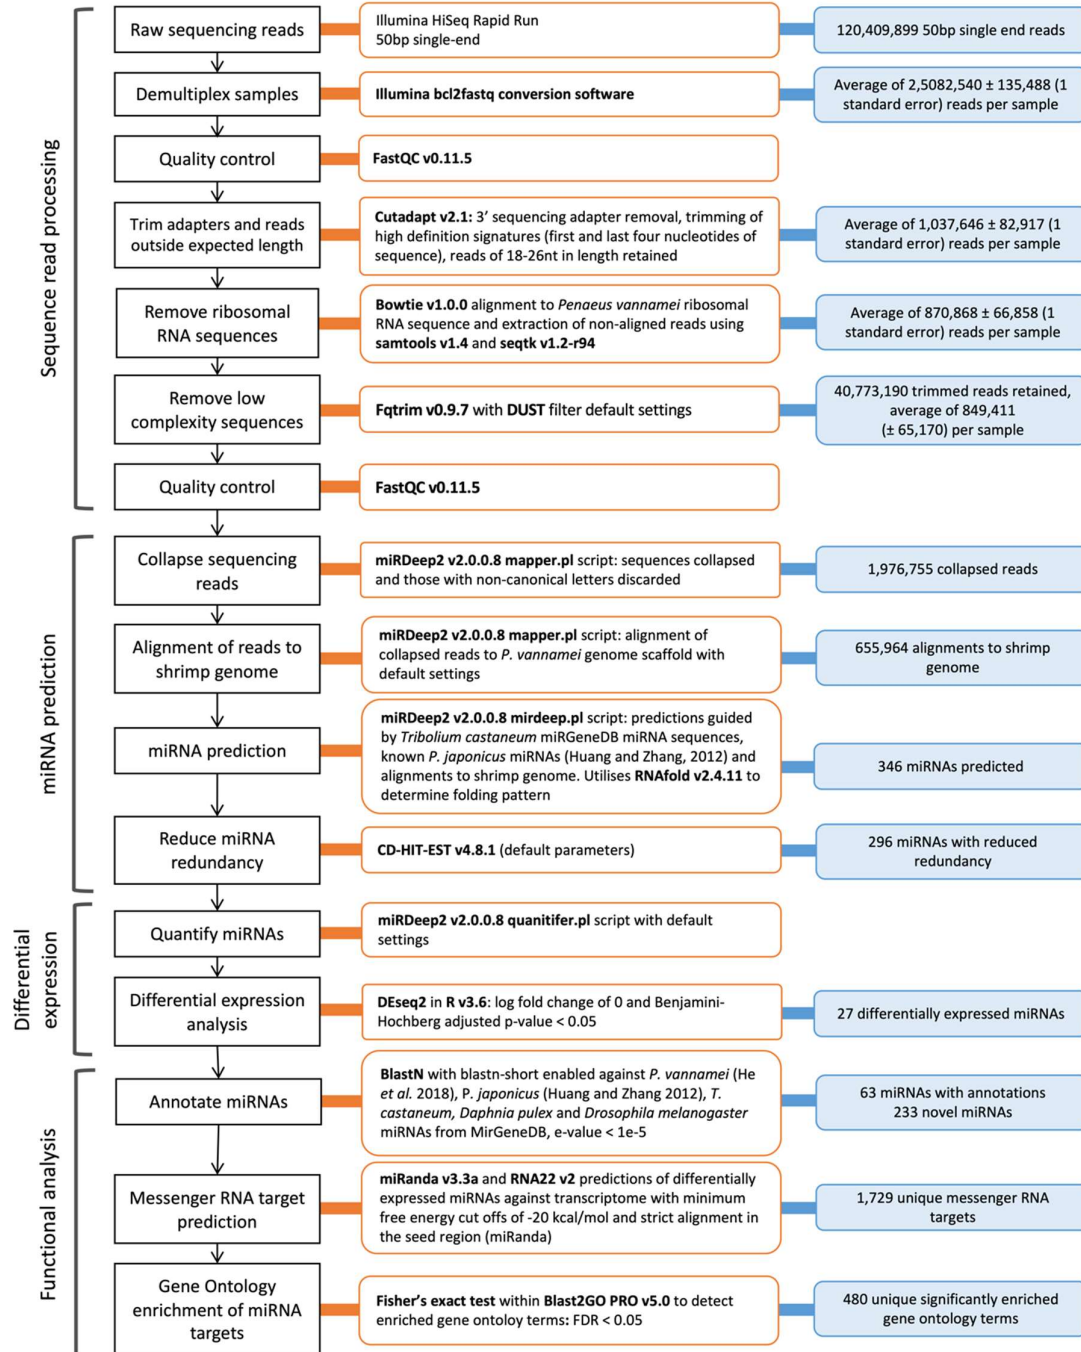 Sequence read processing
Raw sequencing reads
Illumina HiSeq Rapid Run
50bp single-end
120,409,899 50bp single end reads
Demultiplex samples
Illumina bcl2fastq conversion software
Average of 2,5082,540 ± 135,488 (1
standard error) reads per sample
Quality control
FastQC v0.11.5
Trim adapters and reads
outside expected length
Cutadapt v2.1: 3’ sequencing adapter removal, trimming of
high definition signatures (first and last four nucleotides of
sequence), reads of 18-26nt in length retained
Average of 1,037,646 ± 82,917 (1
standard error) reads per sample
Remove ribosomal
RNA sequences
Bowtie v1.0.0 alignment to Penaeus vannamei ribosomal
RNA sequence and extraction of non-aligned reads using
samtools v1.4 and seqtk v1.2-r94
Average of 870,868 ± 66,858 (1
standard error) reads per sample
Remove low
complexity sequences
Fqtrim v0.9.7 with DUST filter default settings
40,773,190 trimmed reads retained,
average of 849,411
(± 65,170) per sample
Quality control
FastQC v0.11.5
miRNA prediction
Collapse sequencing
reads
miRDeep2 v2.0.0.8 mapper.pl script: sequences collapsed
and those with non-canonical letters discarded
1,976,755 collapsed reads
Alignment of reads to
shrimp genome
miRDeep2 v2.0.0.8 mapper.pl script: alignment of
collapsed reads to P. vannamei genome scaffold with
default settings
655,964 alignments to shrimp
genome
miRNA prediction
miRDeep2 v2.0.0.8 mirdeep.pl script: predictions guided
by Tribolium castaneum miRGeneDB miRNA sequences,
known P. japonicus miRNAs (Huang and Zhang, 2012) and
alignments to shrimp genome. Utilises RNAfold v2.4.11 to
determine folding pattern
346 miRNAs predicted
Reduce miRNA
redundancy
CD-HIT-EST v4.8.1 (default parameters)
296 miRNAs with reduced
redundancy
Differential
expression
Quantify miRNAs
miRDeep2 v2.0.0.8 quanitifer.pl script with default
settings
Differential expression
analysis
DEseq2 in R v3.6: log fold change of 0 and Benjamini-
Hochberg adjusted p-value < 0.05
27 differentially expressed miRNAs
Functional analysis
Annotate miRNAs
BlastN with blastn-short enabled against P. vannamei (He
et al. 2018), P. japonicus (Huang and Zhang 2012), T.
castaneum, Daphnia pulex and Drosophila melanogaster
miRNAs from MirGeneDB, e-value < 1e-5
63 miRNAs with annotations
233 novel miRNAs
Messenger RNA target
prediction
miRanda v3.3a and RNA22 v2 predictions of differentially
expressed miRNAs against transcriptome with minimum
free energy cut offs of -20 kcal/mol and strict alignment in
the seed region (miRanda)
1,729 unique messenger RNA
targets
Gene Ontology
enrichment of miRNA
targets
Fisher’s exact test within Blast2GO PRO v5.0 to detect
enriched gene ontoloy terms: FDR < 0.05
480 unique significantly enriched
gene ontology terms